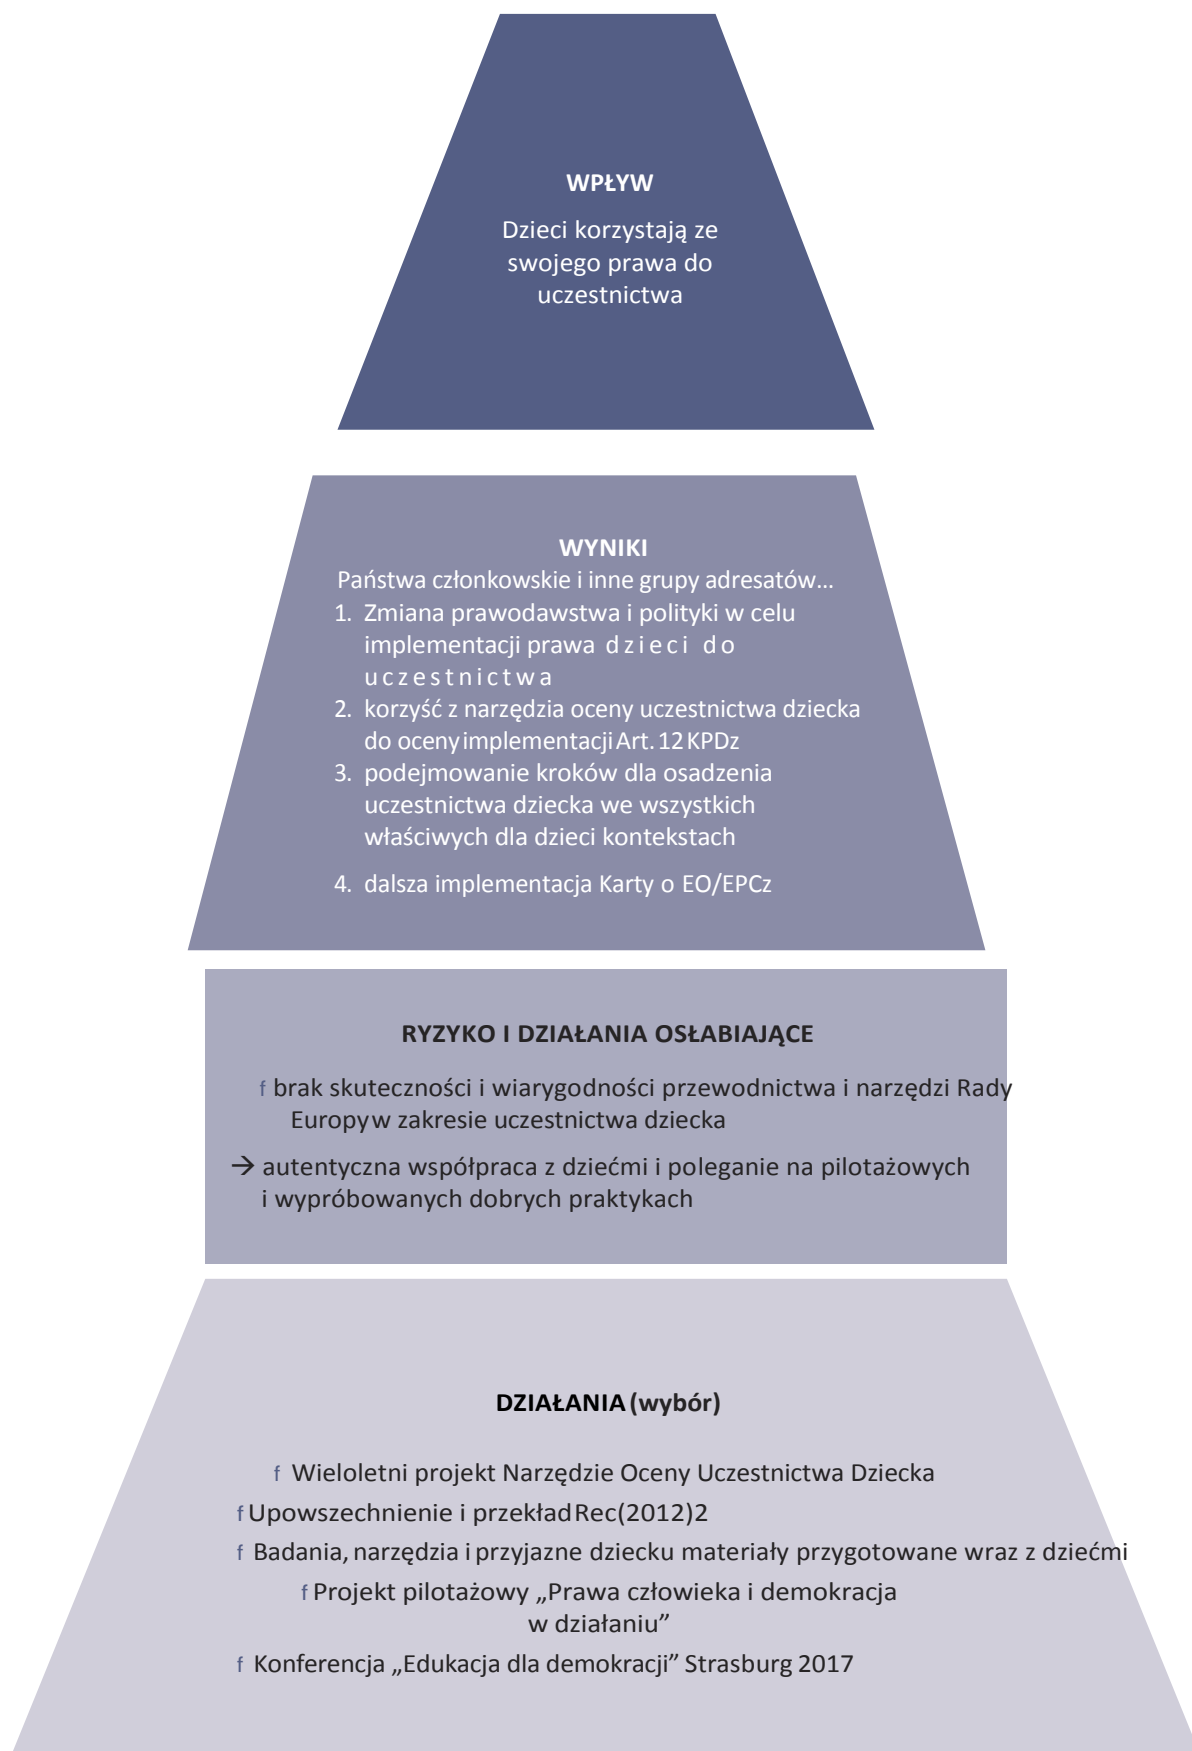 WPŁYW
Dzieci korzystają ze
swojego prawa do
uczestnictwa
WYNIKI
Państwa członkowskie i inne grupy adresatów...
1. Zmiana prawodawstwa i polityki w celu
implementacji prawa dzieci do
uczestnictwa
2. korzyść z narzędzia oceny uczestnictwa dziecka
do oceny implementacji Art. 12 KPDz
3. podejmowanie kroków dla osadzenia
uczestnictwa dziecka we wszystkich
właściwych dla dzieci kontekstach
4. dalsza implementacja Karty o EO/EPCz
RYZYKO I DZIAŁANIA OSŁABIAJĄCE
f brak skuteczności i wiarygodności przewodnictwa i narzędzi Rady
Europy w zakresie uczestnictwa dziecka
→ autentyczna współpraca z dziećmi i poleganie na pilotażowych
i wypróbowanych dobrych praktykach
DZIAŁANIA (wybór)
f Wieloletni projekt Narzędzie Oceny Uczestnictwa Dziecka
f Upowszechnienie i przekład Rec(2012)2
f Badania, narzędzia i przyjazne dziecku materiały przygotowane wraz z dziećmi
f Projekt pilotażowy „Prawa człowieka i demokracja
w działaniu”
f Konferencja „Edukacja dla demokracji” Strasburg 2017